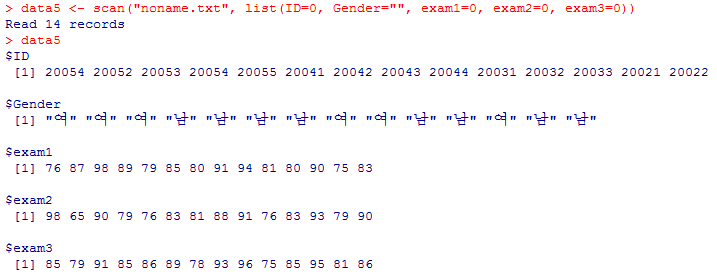 > data5 <- scan("noname.txt", list(ID=0, Gender="", exam1=0, exam2=0, exam3=0))
Read 14 records
> data5
$ID
[1] 20054 20052 20053 20054 20055 20041 20042 20043 20044 20031 20032 20033 20021 20022
$Gender
[1] "여" "여" "여" "남" "남" "남" "남" "여" "여" "남" "남" "여" "남" "남"
$exam1
[1] 76 87 98 89 79 85 80 91 94 81 80 90 75 83
$exam2
[1] 98 65 90 79 76 83 81 88 91 76 83 93 79 90
$exam3
[1] 85 79 91 85 86 89 78 93 96 75 85 95 81 86